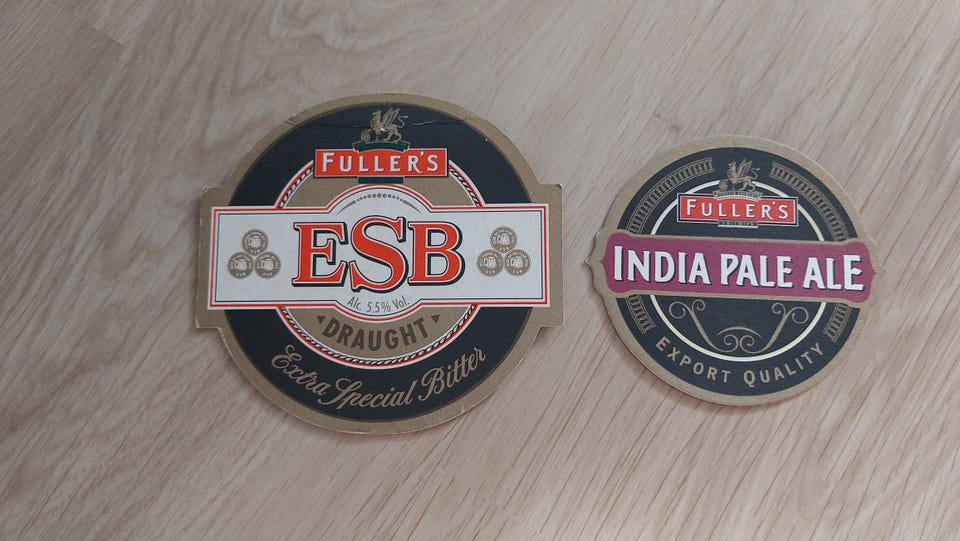 FULLER'S
ESB
Alc. 5.5% Vol.
DRAUGHT
Extra Special Bitter
FULLER'S
INDIA PALE ALE
EXPORT QUALITY